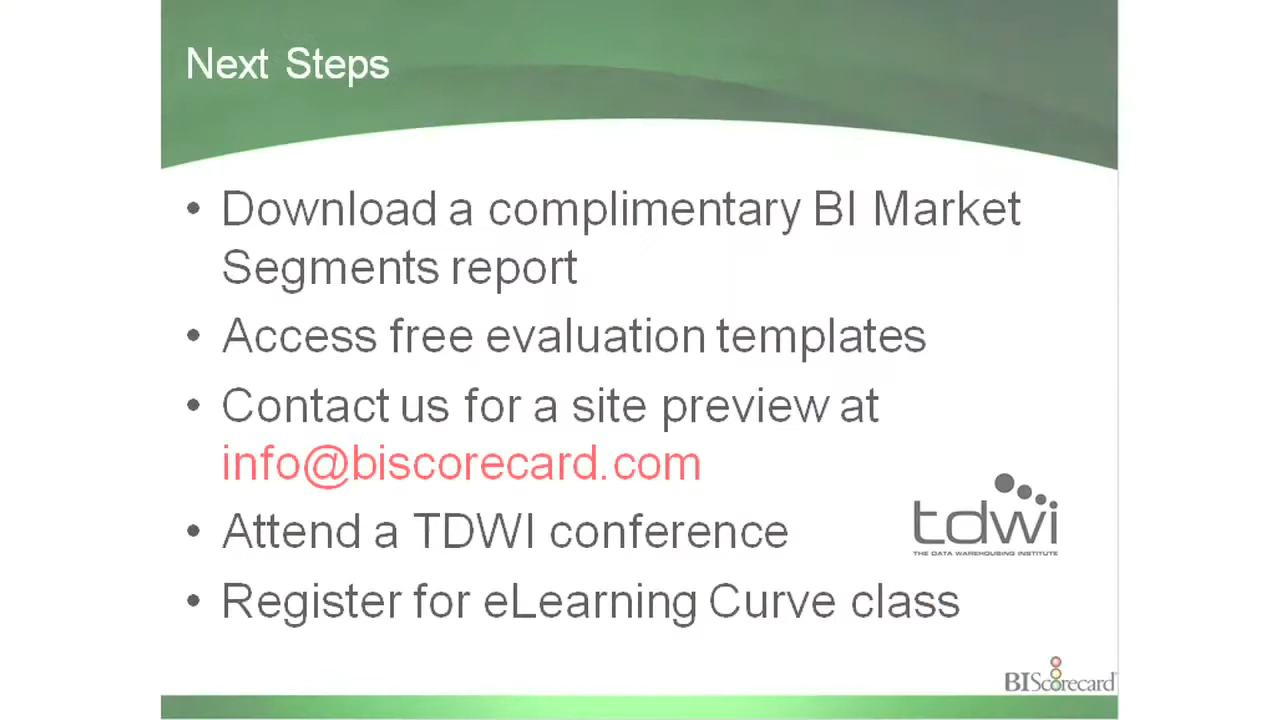 Next Steps
• Download a complimentary BI Market
Segments report
• Access free evaluation templates
• Contact us for a site preview at
info@biscorecard.com
• Attend a TDWI conference
tdwi
THE DATA WAREHOUSING INSTITUTE
• Register for eLearning Curve class
BIScorecard